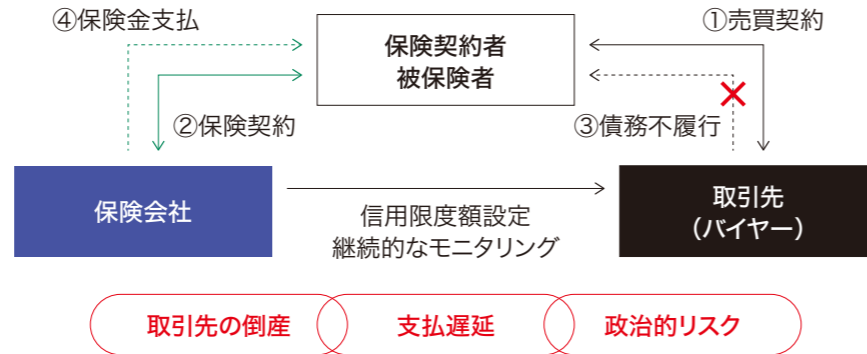 ④保険金支払
保険契約者
被保険者
①売買契約
②保険契約
③債務不履行
保険会社
信用限度額設定
継続的なモニタリング
取引先
(バイヤー)
取引先の倒産
支払遅延
政治的リスク